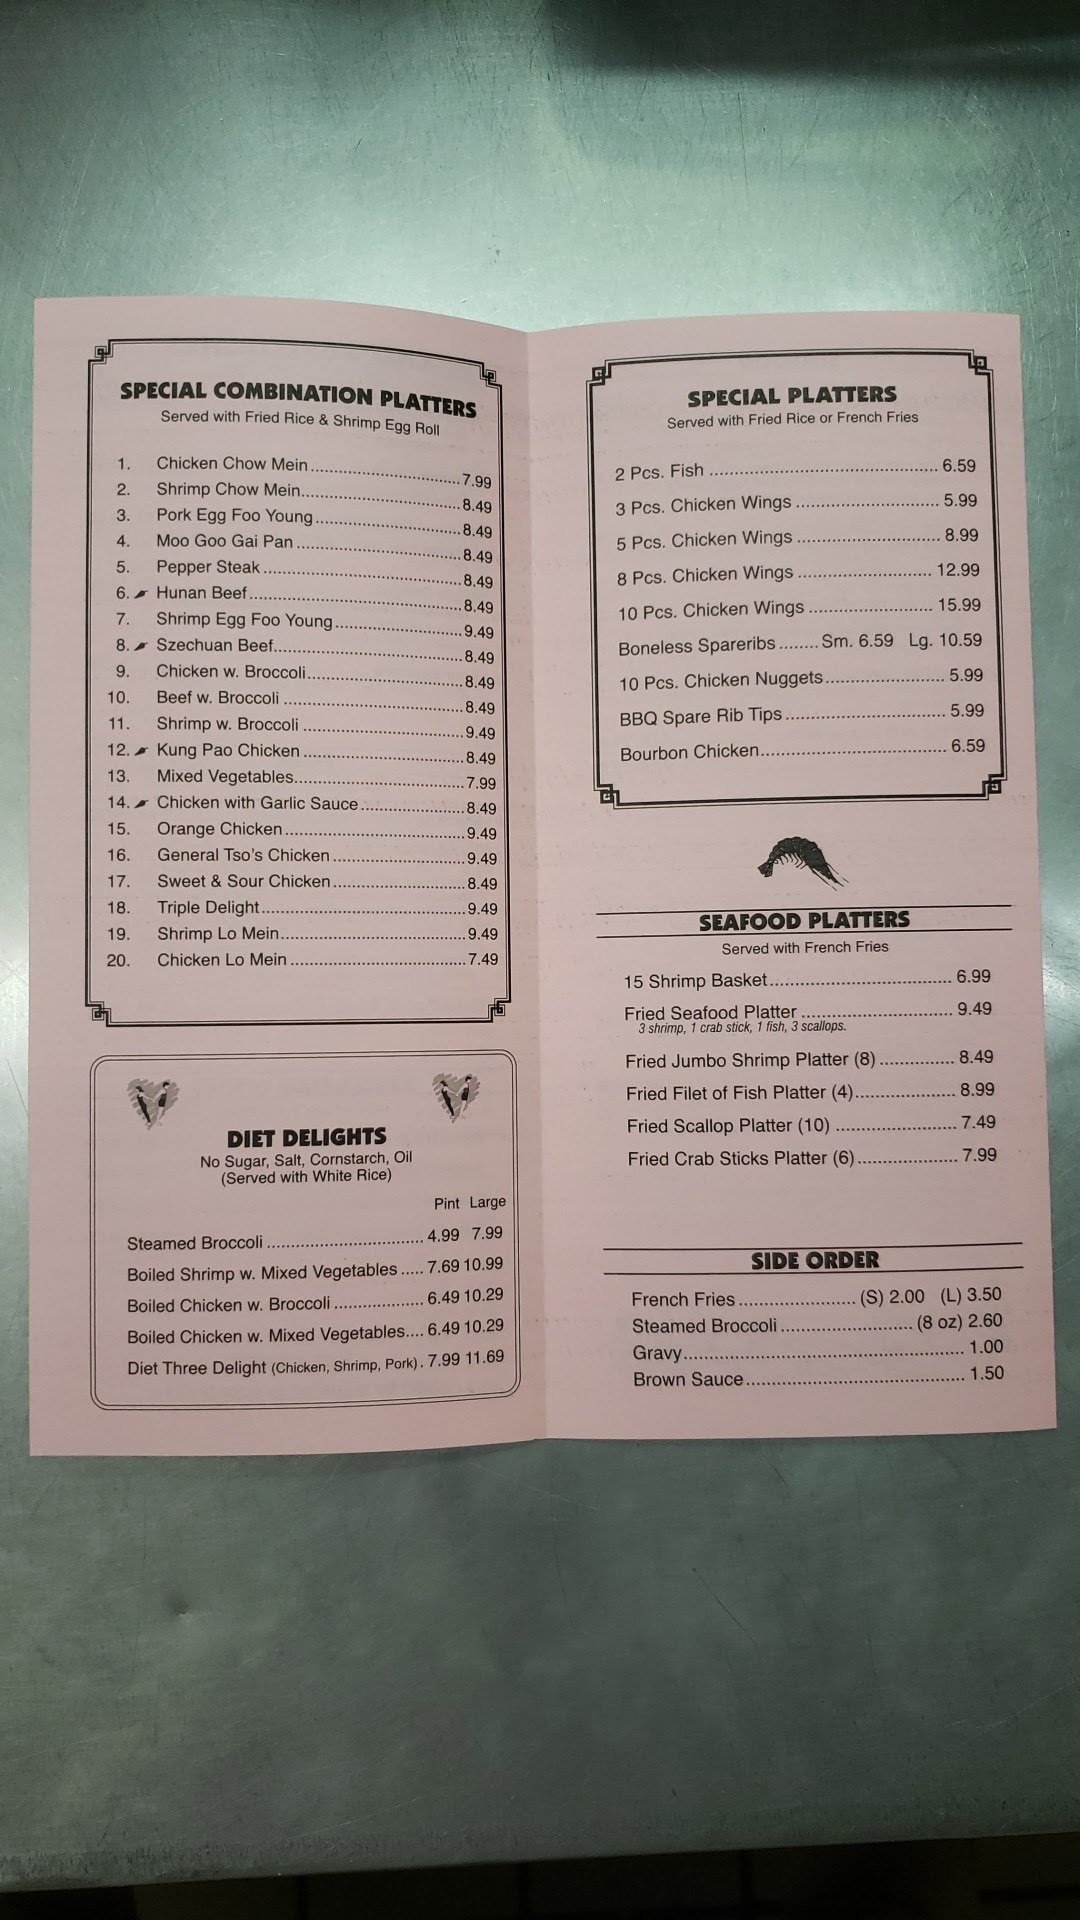 SPECIAL COMBINATION PLATTERS
Served with Fried Rice & Shrimp Egg Roll
1. Chicken Chow Mein 7.99
2. Shrimp Chow Mein 8.49
3. Pork Egg Foo Young 8.49
4. Moo Goo Gai Pan 8.49
5. Pepper Steak 8.49
6. Hunan Beef 8.49
7. Shrimp Egg Foo Young 9.49
8. Szechuan Beef 8.49
9. Chicken w. Broccoli 8.49
10. Beef w. Broccoli 8.49
11. Shrimp w. Broccoli 9.49
12. Kung Pao Chicken 8.49
13. Mixed Vegetables 7.99
14. Chicken with Garlic Sauce 8.49
15. Orange Chicken 9.49
16. General Tso's Chicken 9.49
17. Sweet & Sour Chicken 8.49
18. Triple Delight 9.49
19. Shrimp Lo Mein 9.49
20. Chicken Lo Mein 7.49
DIET DELIGHTS
No Sugar, Salt, Cornstarch, Oil
(Served with White Rice)
Pint Large
Steamed Broccoli 4.99 7.99
Boiled Shrimp w. Mixed Vegetables 7.69 10.99
Boiled Chicken w. Broccoli 6.49 10.29
Boiled Chicken w. Mixed Vegetables 6.49 10.29
Diet Three Delight (Chicken, Shrimp, Pork) 7.99 11.69
SPECIAL PLATTERS
Served with Fried Rice or French Fries
2 Pcs. Fish 6.59
3 Pcs. Chicken Wings 5.99
5 Pcs. Chicken Wings 8.99
8 Pcs. Chicken Wings 12.99
10 Pcs. Chicken Wings 15.99
Boneless Spareribs Sm. 6.59 Lg. 10.59
10 Pcs. Chicken Nuggets 5.99
BBQ Spare Rib Tips 5.99
Bourbon Chicken 6.59
SEAFOOD PLATTERS
Served with French Fries
15 Shrimp Basket 6.99
Fried Seafood Platter 9.49
3 shrimp, 1 crab stick, 1 fish, 3 scallops.
Fried Jumbo Shrimp Platter (8) 8.49
Fried Filet of Fish Platter (4) 8.99
Fried Scallop Platter (10) 7.49
Fried Crab Sticks Platter (6) 7.99
SIDE ORDER
French Fries (S) 2.00 (L) 3.50
Steamed Broccoli (8 oz) 2.60
Gravy 1.00
Brown Sauce 1.50